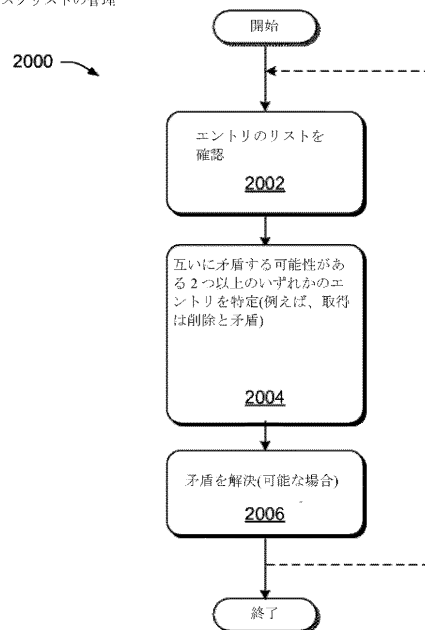 スクリストの管理
開始
2000
エントリのリストを
確認
2002
互いに矛盾する可能性があ
る2つ以上のいずれかのエ
ントリを特定(例えば、取得
は削除と矛盾)
2004
矛盾を解決(可能な場合)
2006
終了